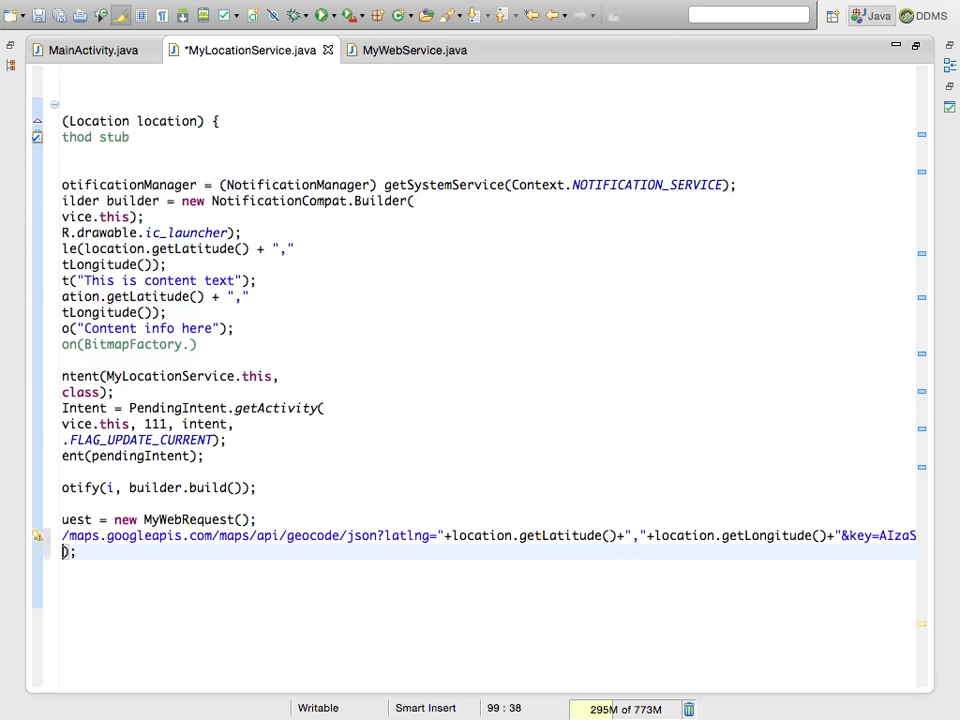 Java
DDMS
MainActivity.java
*MyLocationService.java
MyWebService.java
(Location location) {
thod stub
otificationManager = (NotificationManager) getSystemService(Context.NOTIFICATION_SERVICE);
ilder builder = new NotificationCompat.Builder(
vice.this);
R.drawable.ic_launcher);
le(location.getLatitude() + ","
tLongitude());
t("This is content text");
ation.getLatitude() + ","
tLongitude());
o("Content info here");
on(BitmapFactory.)
ntent(MyLocationService.this,
class);
Intent = PendingIntent.getActivity(
vice.this, 111, intent,
.FLAG_UPDATE_CURRENT);
ent(pendingIntent);
otify(i, builder.build());
uest = new MyWebRequest();
/maps.googleapis.com/maps/api/geocode/json?latlng="+location.getLatitude()+","+location.getLongitude()+"&key=AIzaS
);
Writable
Smart Insert
99 : 38
295M of 773M